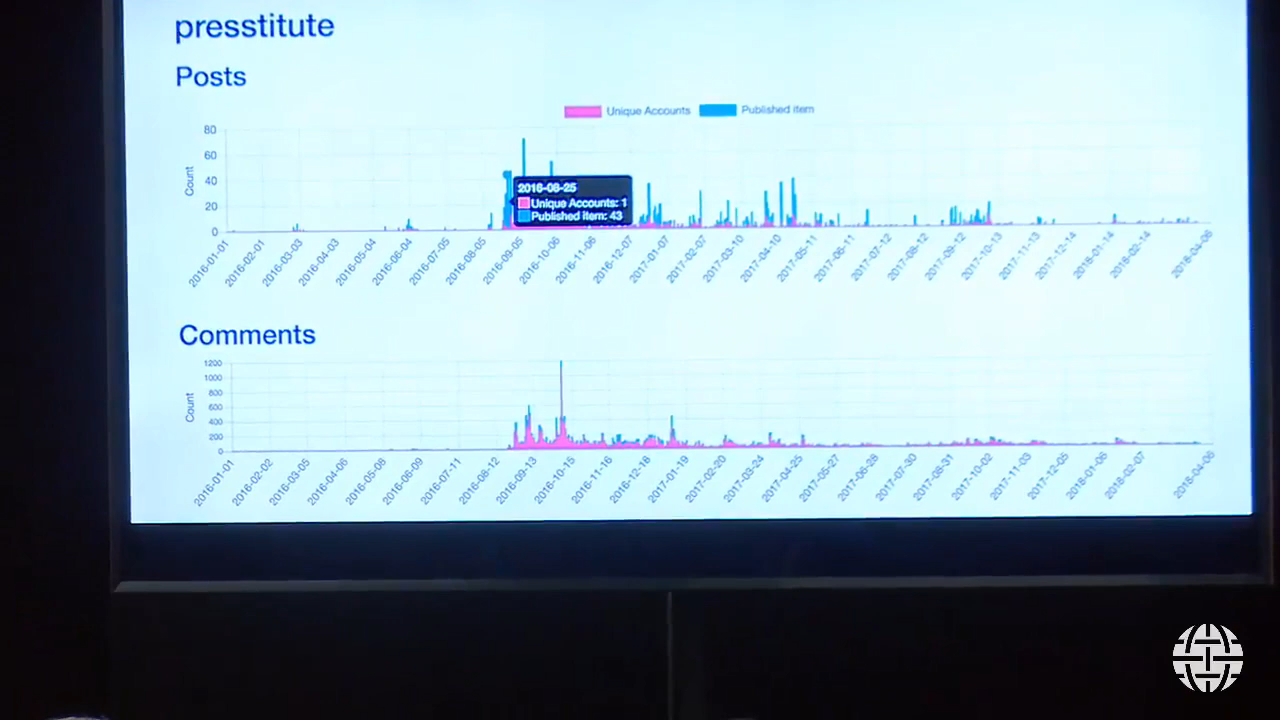 presstitute
Posts
Unique Accounts Published item
80
60
40
20
0
Count
2016-08-25
Unique Accounts: 1
Published item: 43
2016-01-01 2016-02-01 2016-03-03 2016-04-03 2016-05-04 2016-06-04 2016-07-05 2016-08-05 2016-09-05 2016-10-06 2016-11-06 2016-12-07 2017-01-07 2017-02-07 2017-03-10 2017-04-10 2017-05-11 2017-06-11 2017-07-12 2017-08-12 2017-09-12 2017-10-13 2017-11-13 2017-12-14 2018-01-14 2018-02-14 2018-04-06
Comments
1200
1000
800
600
400
200
0
Count
2016-01-01 2016-02-02 2016-03-05 2016-04-06 2016-05-08 2016-06-09 2016-07-11 2016-08-12 2016-09-13 2016-10-15 2016-11-16 2016-12-18 2017-01-19 2017-02-20 2017-03-24 2017-04-25 2017-05-27 2017-06-28 2017-07-30 2017-08-31 2017-10-02 2017-11-03 2017-12-05 2018-01-06 2018-02-07 2018-04-06